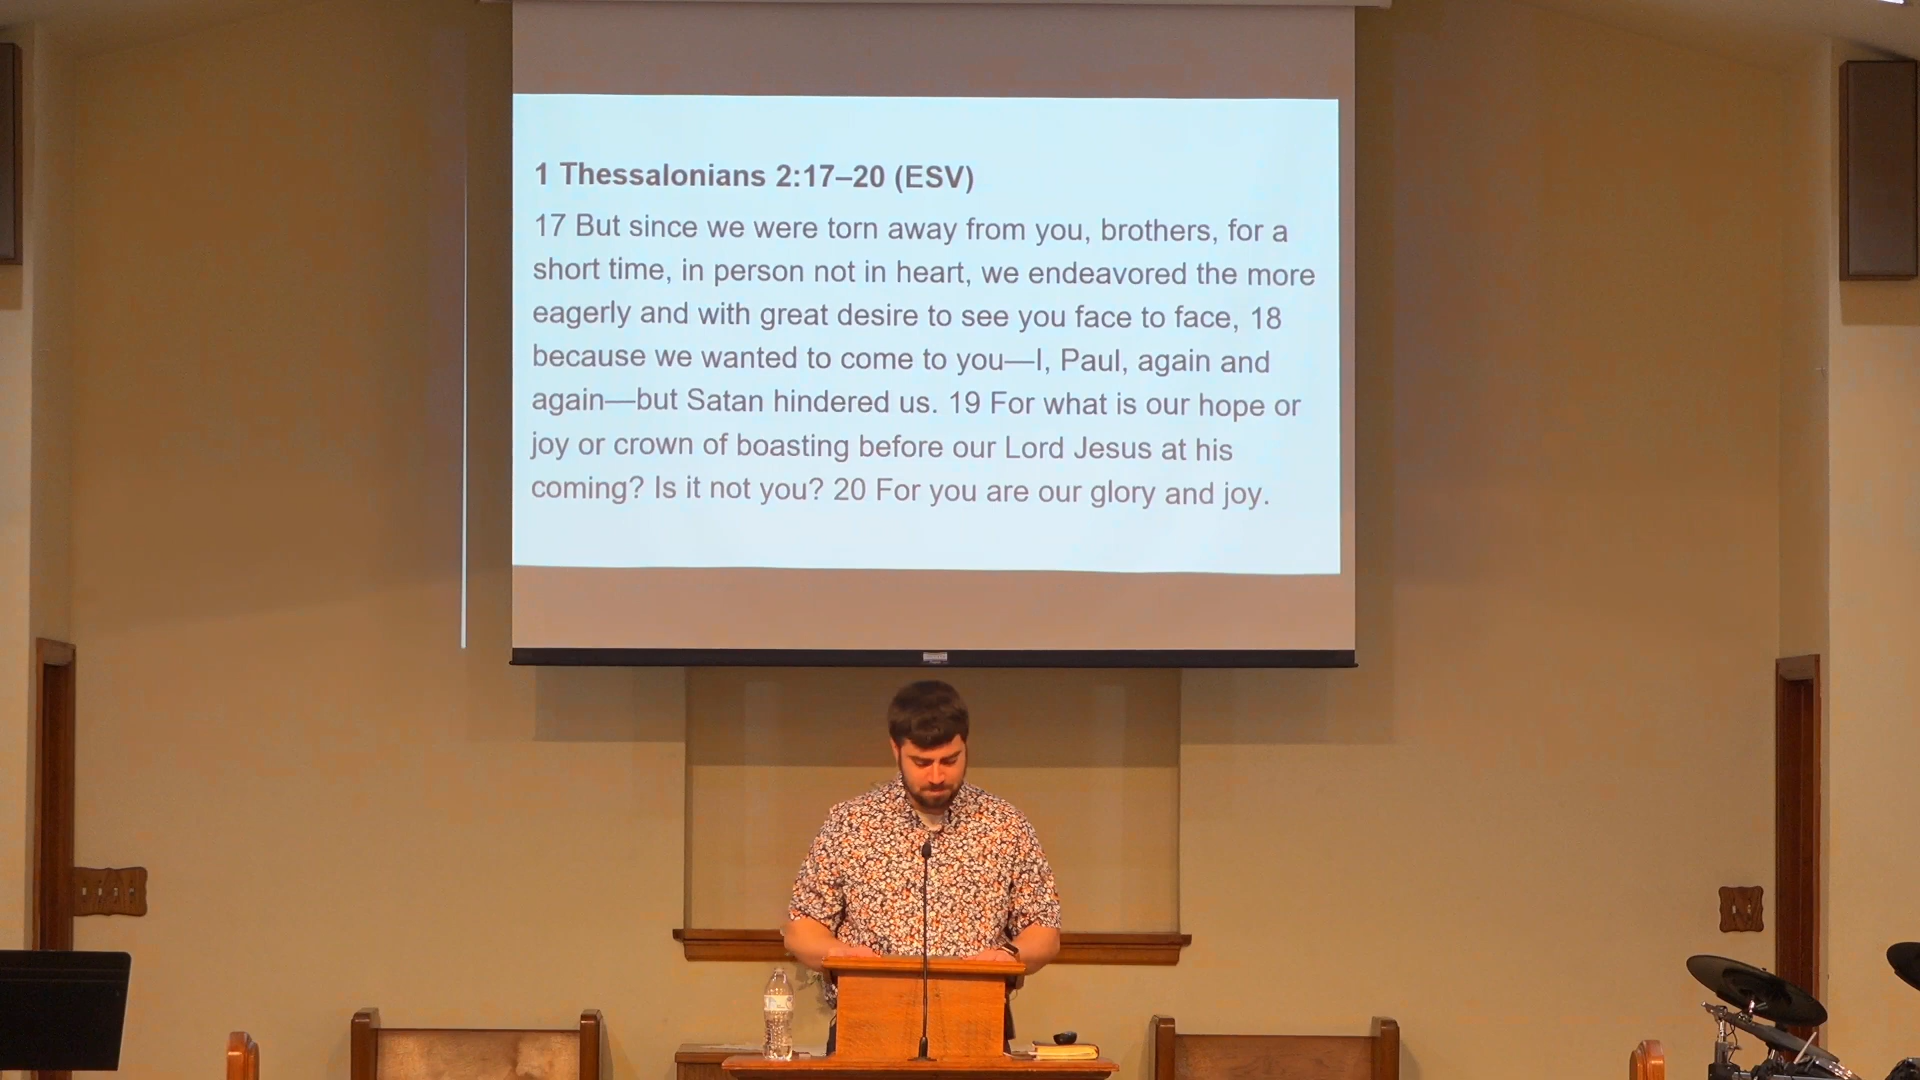 1 Thessalonians 2:17–20 (ESV)
17 But since we were torn away from you, brothers, for a
short time, in person not in heart, we endeavored the more
eagerly and with great desire to see you face to face, 18
because we wanted to come to you—I, Paul, again and
again—but Satan hindered us. 19 For what is our hope or
joy or crown of boasting before our Lord Jesus at his
coming? Is it not you? 20 For you are our glory and joy.